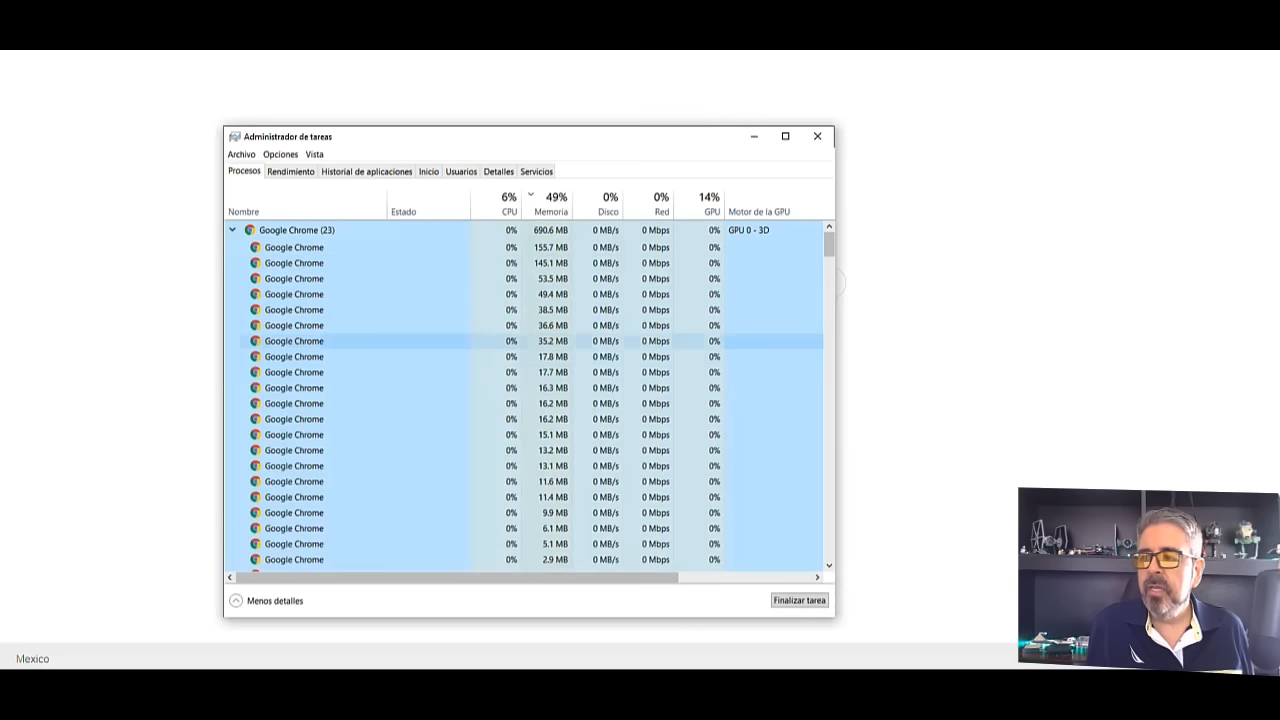 Administrador de tareas
Archivo Opciones Vista
Procesos Rendimiento Historial de aplicaciones Inicio Usuarios Detalles Servicios
6% 49% 0% 0% 14%
Nombre Estado CPU Memoria Disco Red GPU Motor de la GPU
Google Chrome (23) 0% 690.6 MB 0 MB/s 0 Mbps 0% GPU 0 - 3D
Google Chrome 0% 155.7 MB 0 MB/s 0 Mbps 0%
Google Chrome 0% 145.1 MB 0 MB/s 0 Mbps 0%
Google Chrome 0% 53.5 MB 0 MB/s 0 Mbps 0%
Google Chrome 0% 49.4 MB 0 MB/s 0 Mbps 0%
Google Chrome 0% 38.5 MB 0 MB/s 0 Mbps 0%
Google Chrome 0% 36.6 MB 0 MB/s 0 Mbps 0%
Google Chrome 0% 35.2 MB 0 MB/s 0 Mbps 0%
Google Chrome 0% 17.8 MB 0 MB/s 0 Mbps 0%
Google Chrome 0% 17.7 MB 0 MB/s 0 Mbps 0%
Google Chrome 0% 16.3 MB 0 MB/s 0 Mbps 0%
Google Chrome 0% 16.2 MB 0 MB/s 0 Mbps 0%
Google Chrome 0% 16.2 MB 0 MB/s 0 Mbps 0%
Google Chrome 0% 15.1 MB 0 MB/s 0 Mbps 0%
Google Chrome 0% 13.2 MB 0 MB/s 0 Mbps 0%
Google Chrome 0% 13.1 MB 0 MB/s 0 Mbps 0%
Google Chrome 0% 11.6 MB 0 MB/s 0 Mbps 0%
Google Chrome 0% 11.4 MB 0 MB/s 0 Mbps 0%
Google Chrome 0% 9.9 MB 0 MB/s 0 Mbps 0%
Google Chrome 0% 6.1 MB 0 MB/s 0 Mbps 0%
Google Chrome 0% 5.1 MB 0 MB/s 0 Mbps 0%
Google Chrome 0% 2.9 MB 0 MB/s 0 Mbps 0%
Menos detalles Finalizar tarea
Mexico